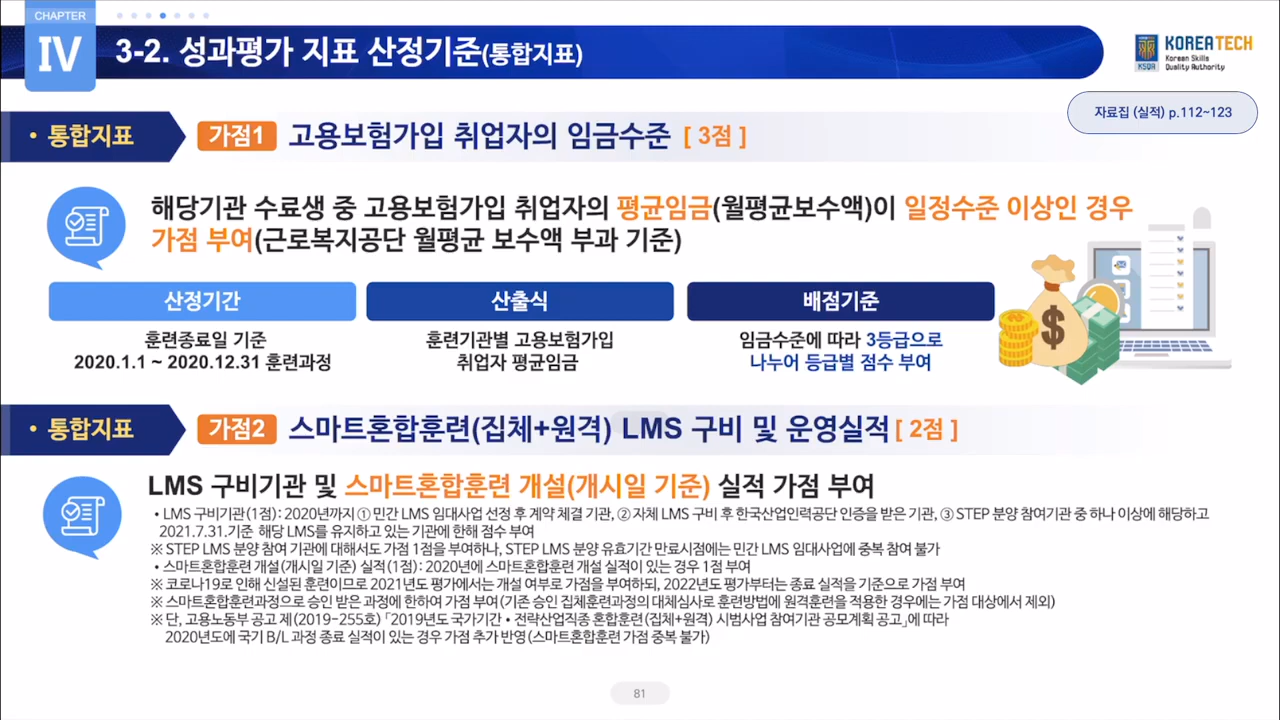 CHAPTER
IV
3-2. 성과평가 지표 산정기준(통합지표)
KOREATECH
Korean Skills
Quality Authority
KSQA
자료집 (실적) p.112~123
• 통합지표
가점1 고용보험가입 취업자의 임금수준 [ 3점 ]
해당기관 수료생 중 고용보험가입 취업자의 평균임금(월평균보수액)이 일정수준 이상인 경우
가점 부여(근로복지공단 월평균 보수액 부과 기준)
산정기간
훈련종료일 기준
2020.1.1 ~ 2020.12.31 훈련과정
산출식
훈련기관별 고용보험가입
취업자 평균임금
배점기준
임금수준에 따라 3등급으로
나누어 등급별 점수 부여
$
• 통합지표
가점2 스마트혼합훈련(집체+원격) LMS 구비 및 운영실적 [ 2점 ]
LMS 구비기관 및 스마트혼합훈련 개설(개시일 기준) 실적 가점 부여
• LMS 구비기관(1점) : 2020년까지 ① 민간 LMS 임대사업 선정 후 계약 체결 기관, ② 자체 LMS 구비 후 한국산업인력공단 인증을 받은 기관, ③ STEP 분양 참여기관 중 하나 이상에 해당하고
2021.7.31.기준 해당 LMS를 유지하고 있는 기관에 한해 점수 부여
※ STEP LMS 분양 참여 기관에 대해서도 가점 1점을 부여하나, STEP LMS 분양 유효기간 만료시점에는 민간 LMS 임대사업에 중복 참여 불가
• 스마트혼합훈련 개설(개시일 기준) 실적(1점) : 2020년에 스마트혼합훈련 개설 실적이 있는 경우 1점 부여
※ 코로나19로 인해 신설된 훈련이므로 2021년도 평가에서는 개설 여부로 가점을 부여하되, 2022년도 평가부터는 종료 실적을 기준으로 가점 부여
※ 스마트혼합훈련과정으로 승인 받은 과정에 한하여 가점 부여 (기존 승인 집체훈련과정의 대체심사로 훈련방법에 원격훈련을 적용한 경우에는 가점 대상에서 제외)
※ 단, 고용노동부 공고 제(2019-255호) 「2019년도 국가기간 • 전략산업직종 혼합훈련(집체+원격) 시범사업 참여기관 공모계획 공고」에 따라
2020년도에 국기 B/L 과정 종료 실적이 있는 경우 가점 추가 반영 (스마트혼합훈련 가점 중복 불가)
81